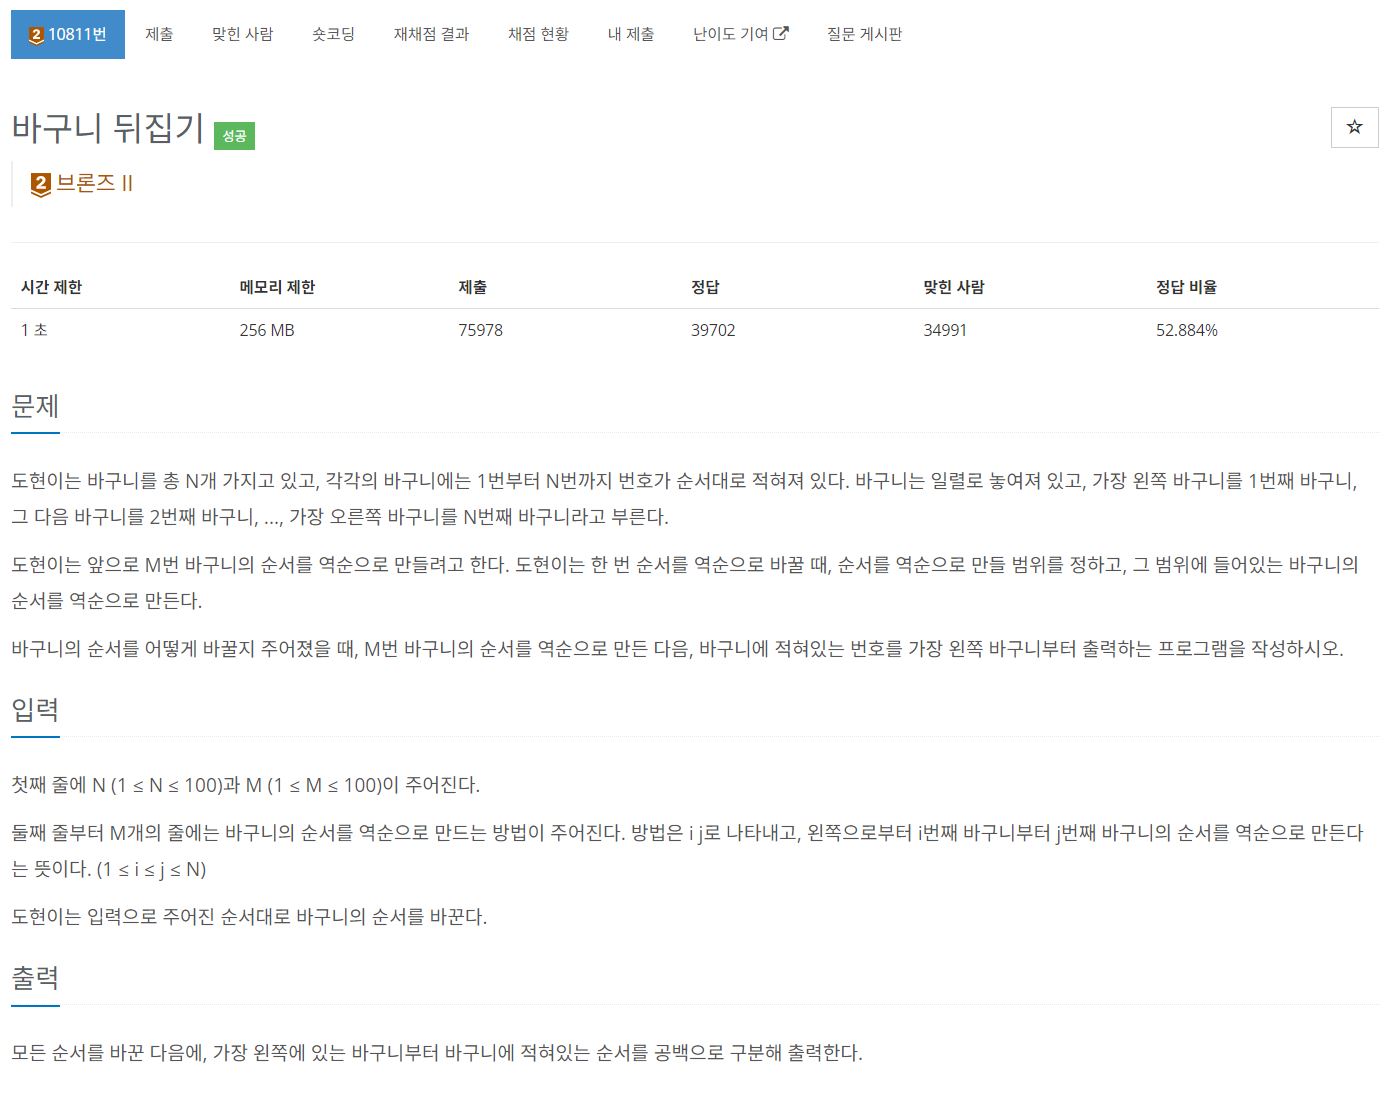 2 10811번 제출 맞힌 사람 숏코딩 재채점 결과 채점 현황 내 제출 난이도 기여 질문 게시판
바구니 뒤집기 성공
2 브론즈 II
시간 제한 메모리 제한 제출 정답 맞힌 사람 정답 비율
1 초 256 MB 75978 39702 34991 52.884%
문제
도현이는 바구니를 총 N개 가지고 있고, 각각의 바구니에는 1번부터 N번까지 번호가 순서대로 적혀져 있다. 바구니는 일렬로 놓여져 있고, 가장 왼쪽 바구니를 1번째 바구니,
그 다음 바구니를 2번째 바구니, ..., 가장 오른쪽 바구니를 N번째 바구니라고 부른다.
도현이는 앞으로 M번 바구니의 순서를 역순으로 만들려고 한다. 도현이는 한 번 순서를 역순으로 바꿀 때, 순서를 역순으로 만들 범위를 정하고, 그 범위에 들어있는 바구니의
순서를 역순으로 만든다.
바구니의 순서를 어떻게 바꿀지 주어졌을 때, M번 바구니의 순서를 역순으로 만든 다음, 바구니에 적혀있는 번호를 가장 왼쪽 바구니부터 출력하는 프로그램을 작성하시오.
입력
첫째 줄에 N (1 ≤ N ≤ 100)과 M (1 ≤ M ≤ 100)이 주어진다.
둘째 줄부터 M개의 줄에는 바구니의 순서를 역순으로 만드는 방법이 주어진다. 방법은 i j로 나타내고, 왼쪽으로부터 i번째 바구니부터 j번째 바구니의 순서를 역순으로 만든다
는 뜻이다. (1 ≤ i ≤ j ≤ N)
도현이는 입력으로 주어진 순서대로 바구니의 순서를 바꾼다.
출력
모든 순서를 바꾼 다음에, 가장 왼쪽에 있는 바구니부터 바구니에 적혀있는 순서를 공백으로 구분해 출력한다.